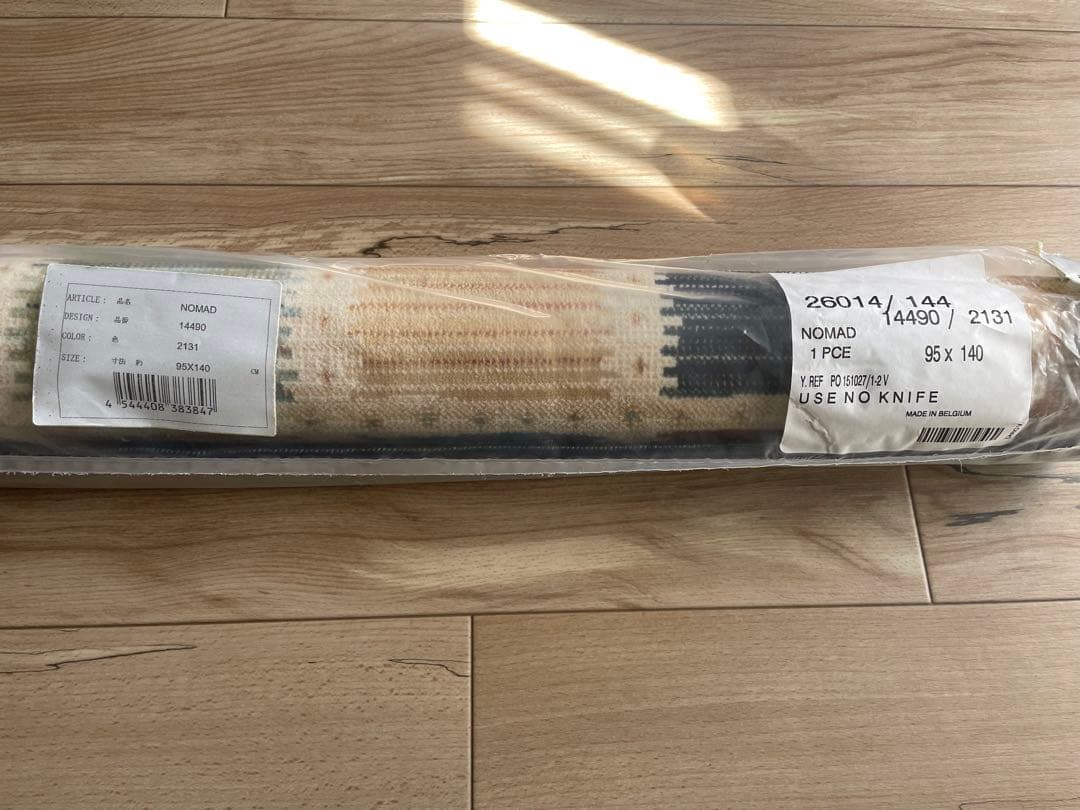 ARTICLE : 品名 NOMAD
DESIGN : 品番 14490
COLOR : 色 2131
SIZE : 寸法 約 95X140 CM
4 544408 383847
26014/ 144
14490 / 2131
NOMAD
1 PCE 95 x 140
Y. REF PO 151027/1-2 V
USE NO KNIFE
MADE IN BELGIUM